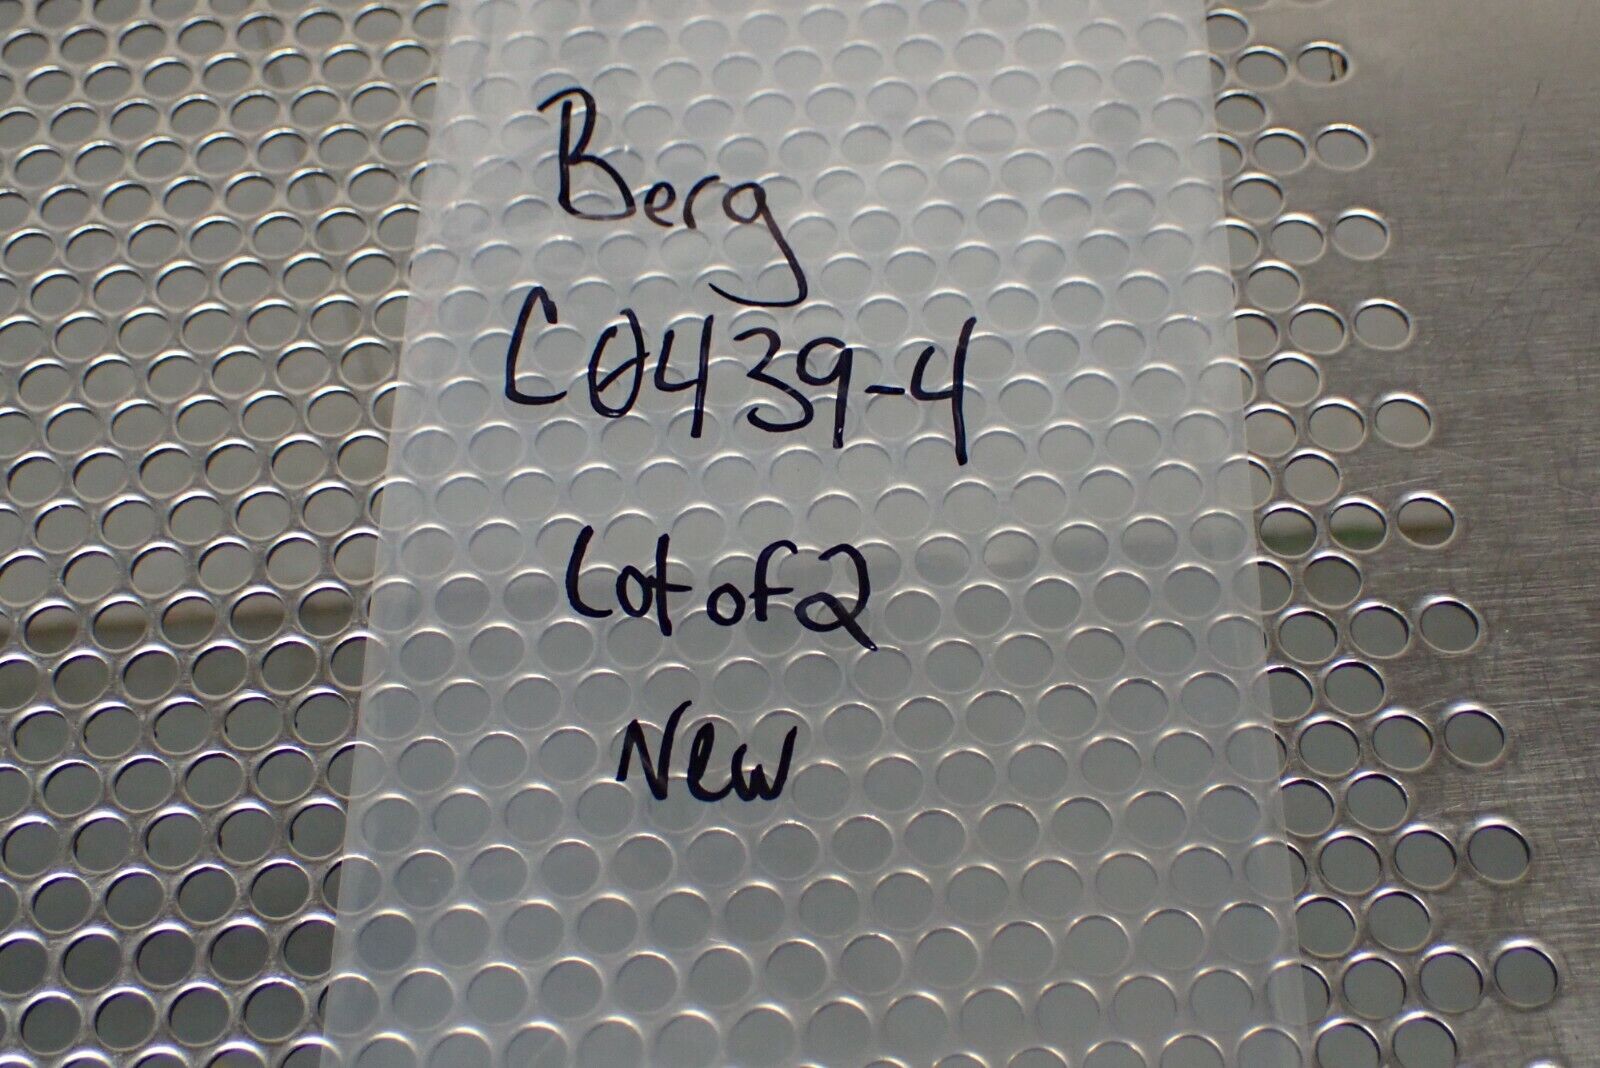 Berg
C0439-4
Lot of 2
New